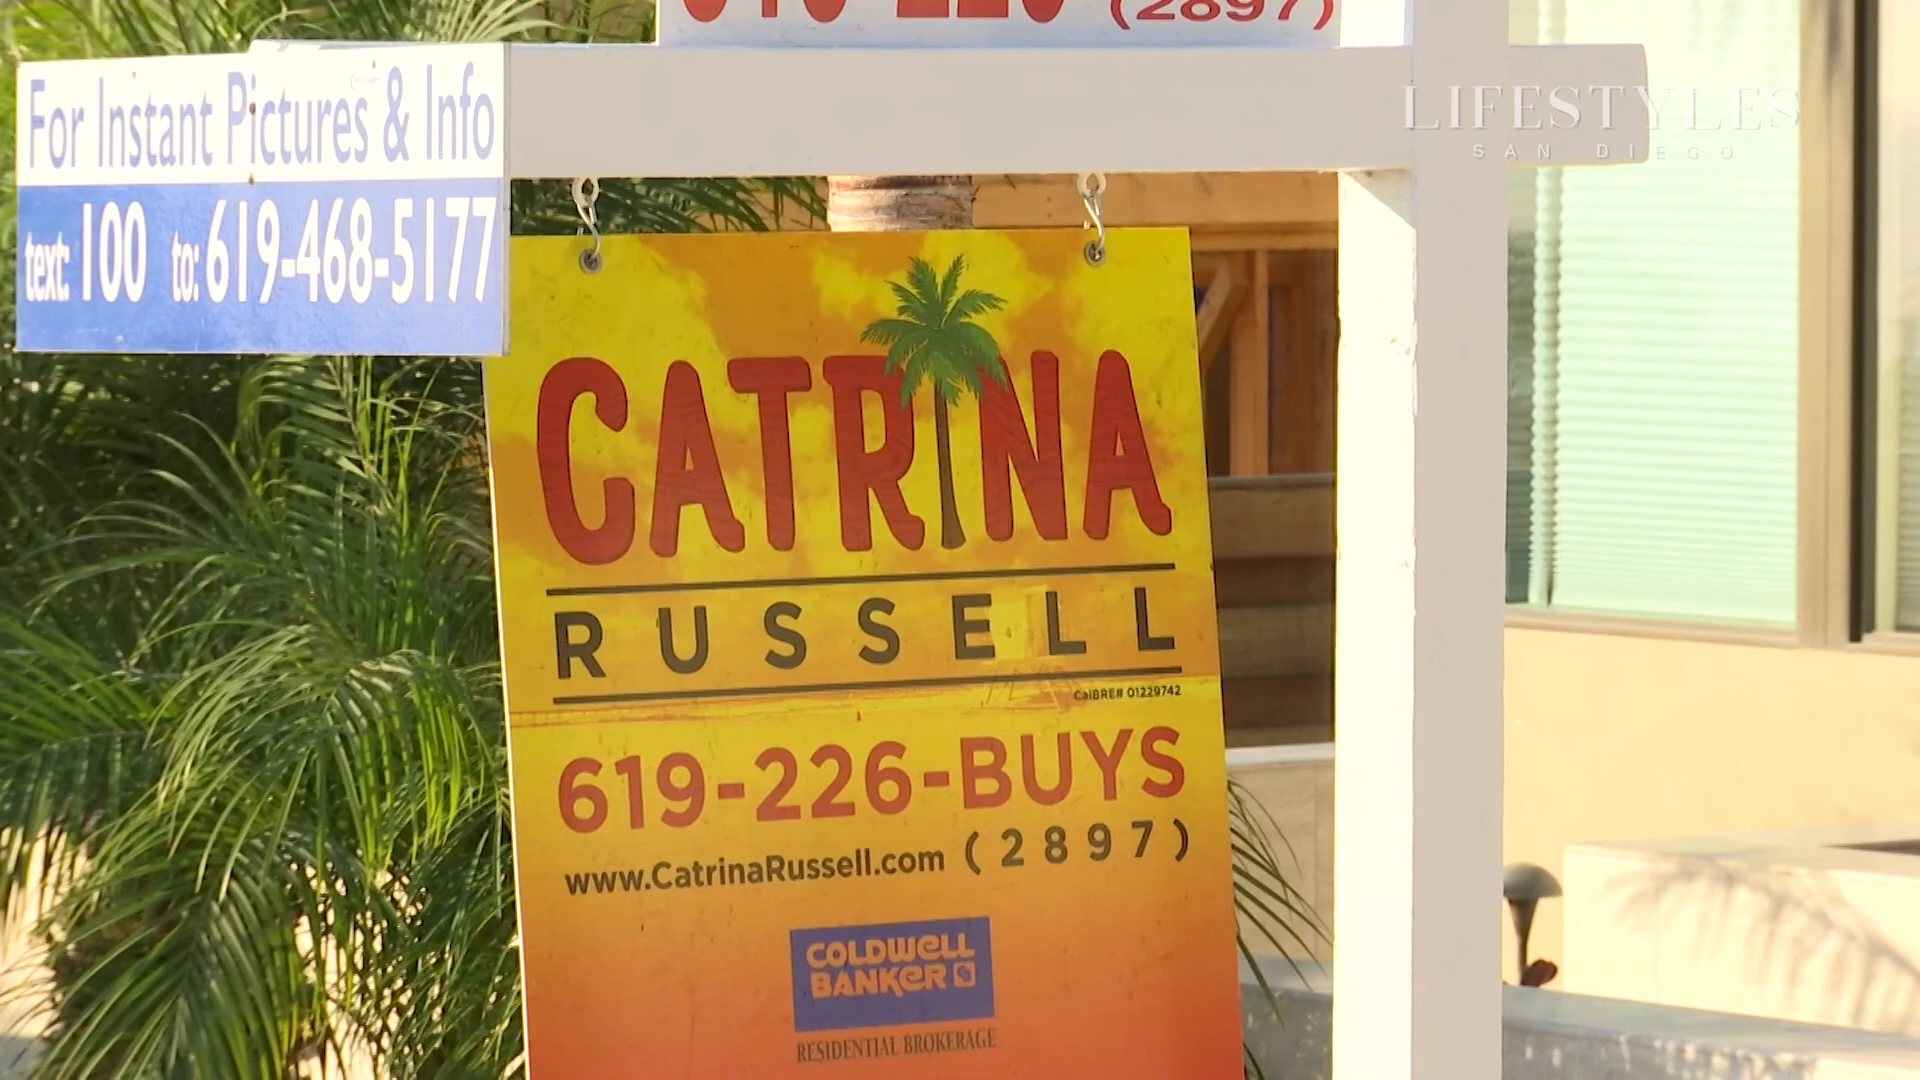 (2897)
LIFESTYLES
SAN DIEGO
For Instant Pictures & Info
text: 100 to: 619-468-5177
CATRINA
RUSSELL
CalBRE# 01229742
619-226-BUYS
www.CatrinaRussell.com (2897)
COLDWELL
BANKER
RESIDENTIAL BROKERAGE